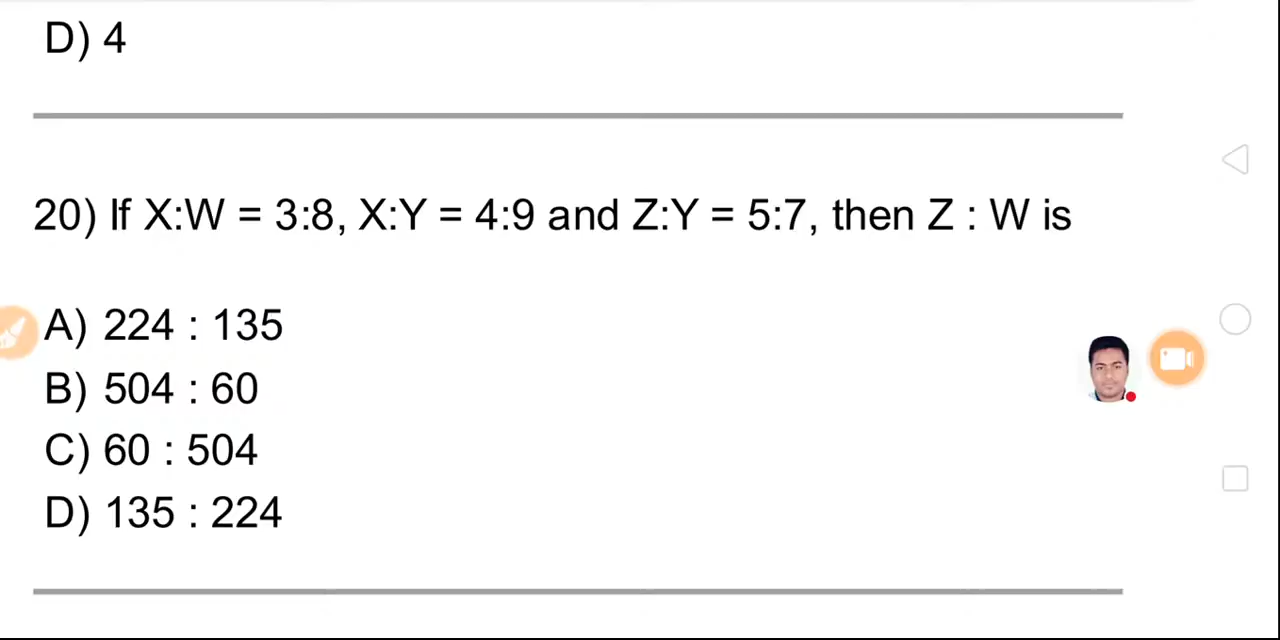 D) 4
20) If X:W = 3:8, X:Y = 4:9 and Z:Y = 5:7, then Z : W is
A) 224 : 135
B) 504 : 60
C) 60 : 504
D) 135 : 224